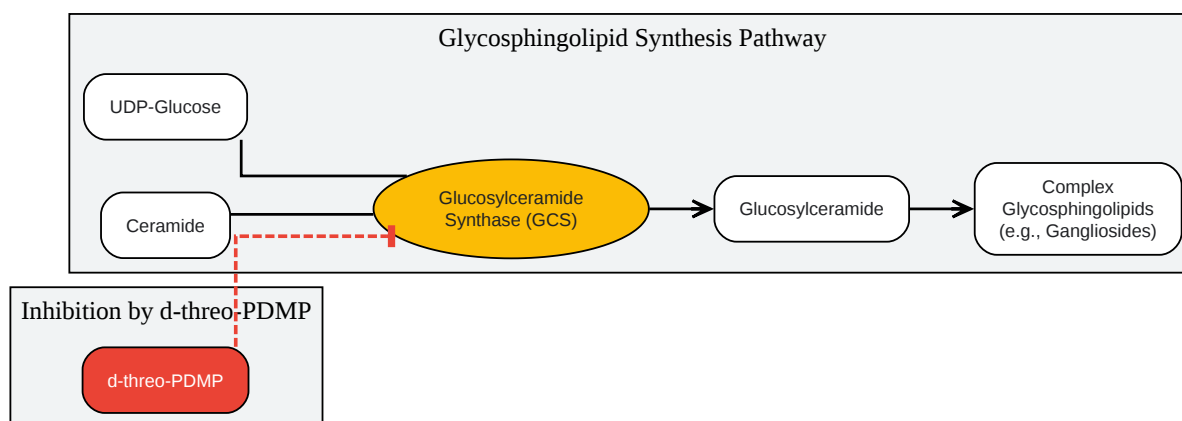 Glycosphingolipid Synthesis Pathway
UDP-Glucose
Ceramide
Glucosylceramide
Synthase (GCS)
Glucosylceramide
Complex
Glycosphingolipids
(e.g., Gangliosides)
Inhibition by d-threo-PDMP
d-threo-PDMP